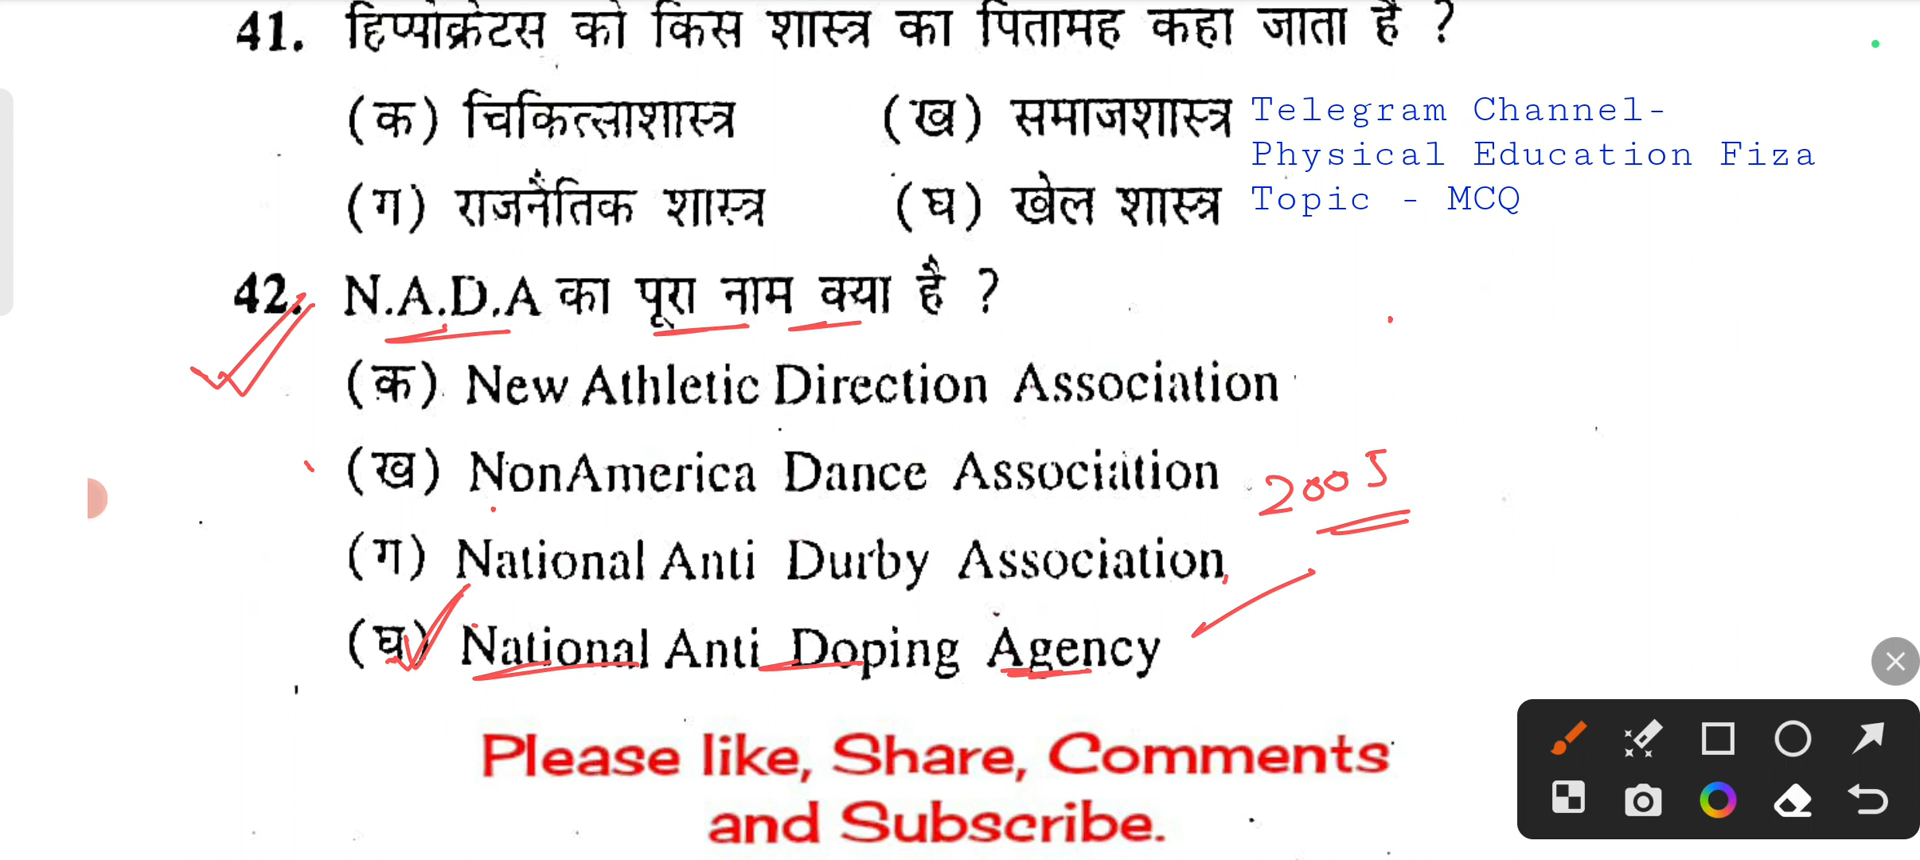 41. हिप्पोक्रेटस को किस शास्त्र का पितामह कहा जाता है ?
(क) चिकित्साशास्त्र (ख) समाजशास्त्र
(ग) राजनैतिक शास्त्र (घ) खेल शास्त्र
Telegram Channel-
Physical Education Fiza
Topic - MCQ
42. N.A.D.A का पूरा नाम क्या है ?
(क) New Athletic Direction Association
(ख) NonAmerica Dance Association
2005
(ग) National Anti Durby Association
(घ) National Anti Doping Agency
Please like, Share, Comments
and Subscribe.